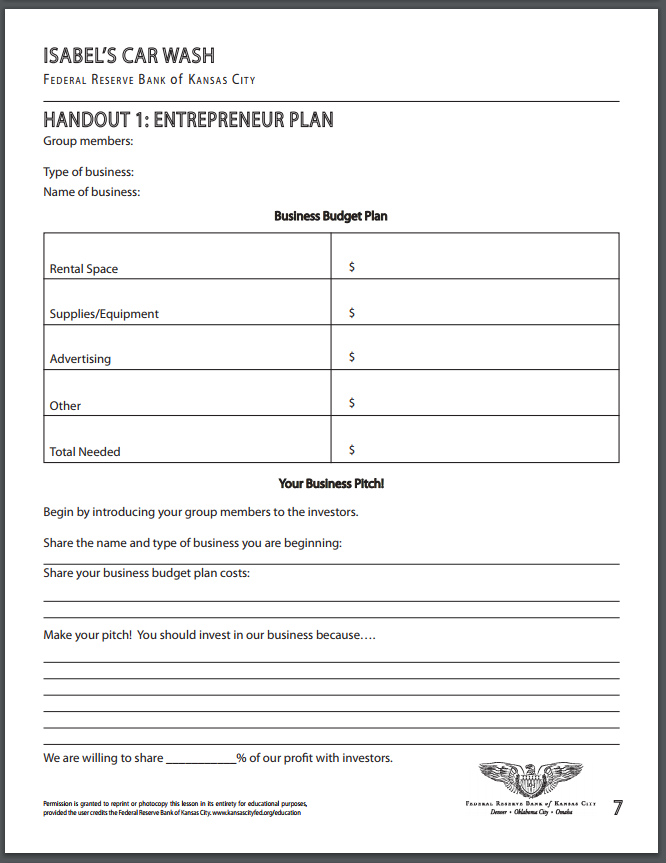 ISABEL'S CAR WASH
FEDERAL RESERVE BANK of KANSAS CITY
HANDOUT 1: ENTREPRENEUR PLAN
Group members:
Type of business:
Name of business:
Business Budget Plan
Rental Space $
Supplies/Equipment $
Advertising $
Other $
Total Needed $
Your Business Pitch!
Begin by introducing your group members to the investors.
Share the name and type of business you are beginning:
Share your business budget plan costs:
Make your pitch!  You should invest in our business because….
We are willing to share ___________% of our profit with investors.
Permission is granted to reprint or photocopy this lesson in its entirety for educational purposes,
provided the user credits the Federal Reserve Bank of Kansas City. www.kansascityfed.org/education
FEDERAL RESERVE BANK of KANSAS CITY
Denver • Oklahoma City • Omaha
7